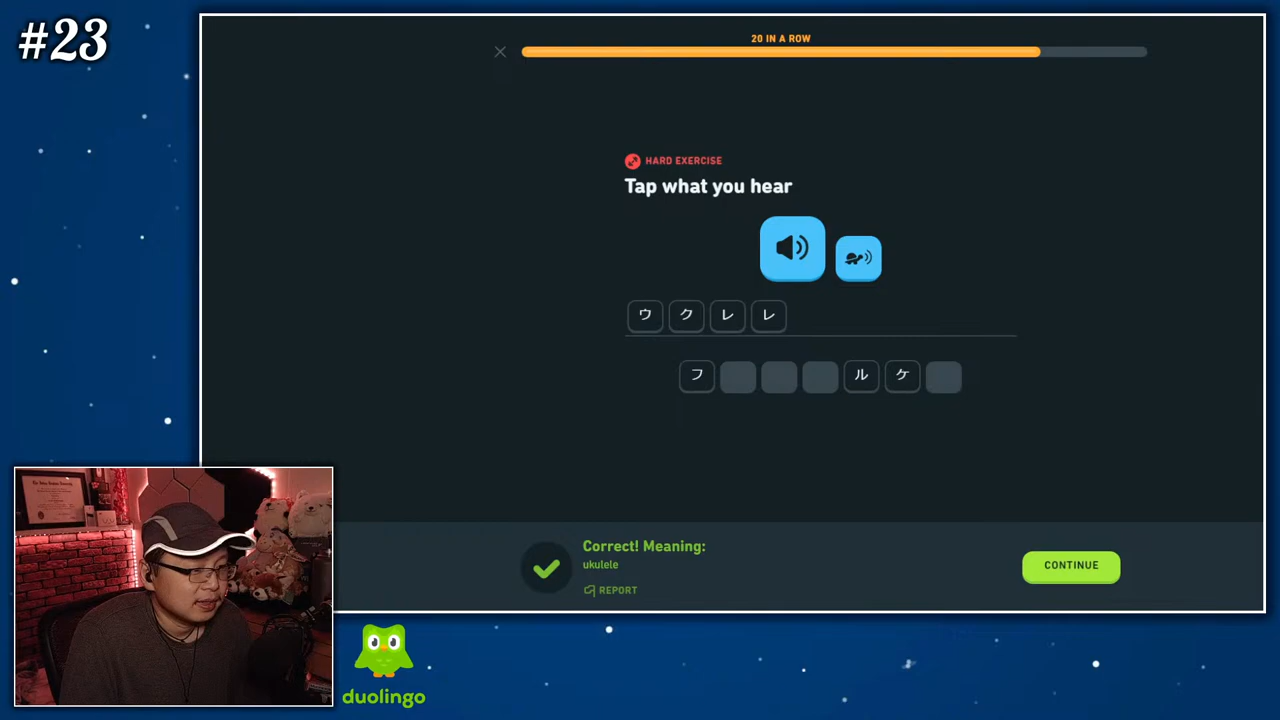 #23
20 IN A ROW
HARD EXERCISE
Tap what you hear
ウ ク レ レ
フ ル ケ
Correct! Meaning:
ukulele
REPORT
CONTINUE
duolingo